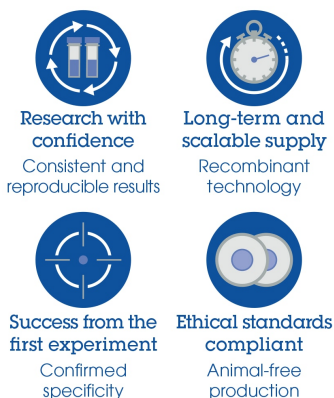 Research with
confidence
Consistent and
reproducible results
Long-term and
scalable supply
Recombinant
technology
Success from the
first experiment
Confirmed
specificity
Ethical standards
compliant
Animal-free
production